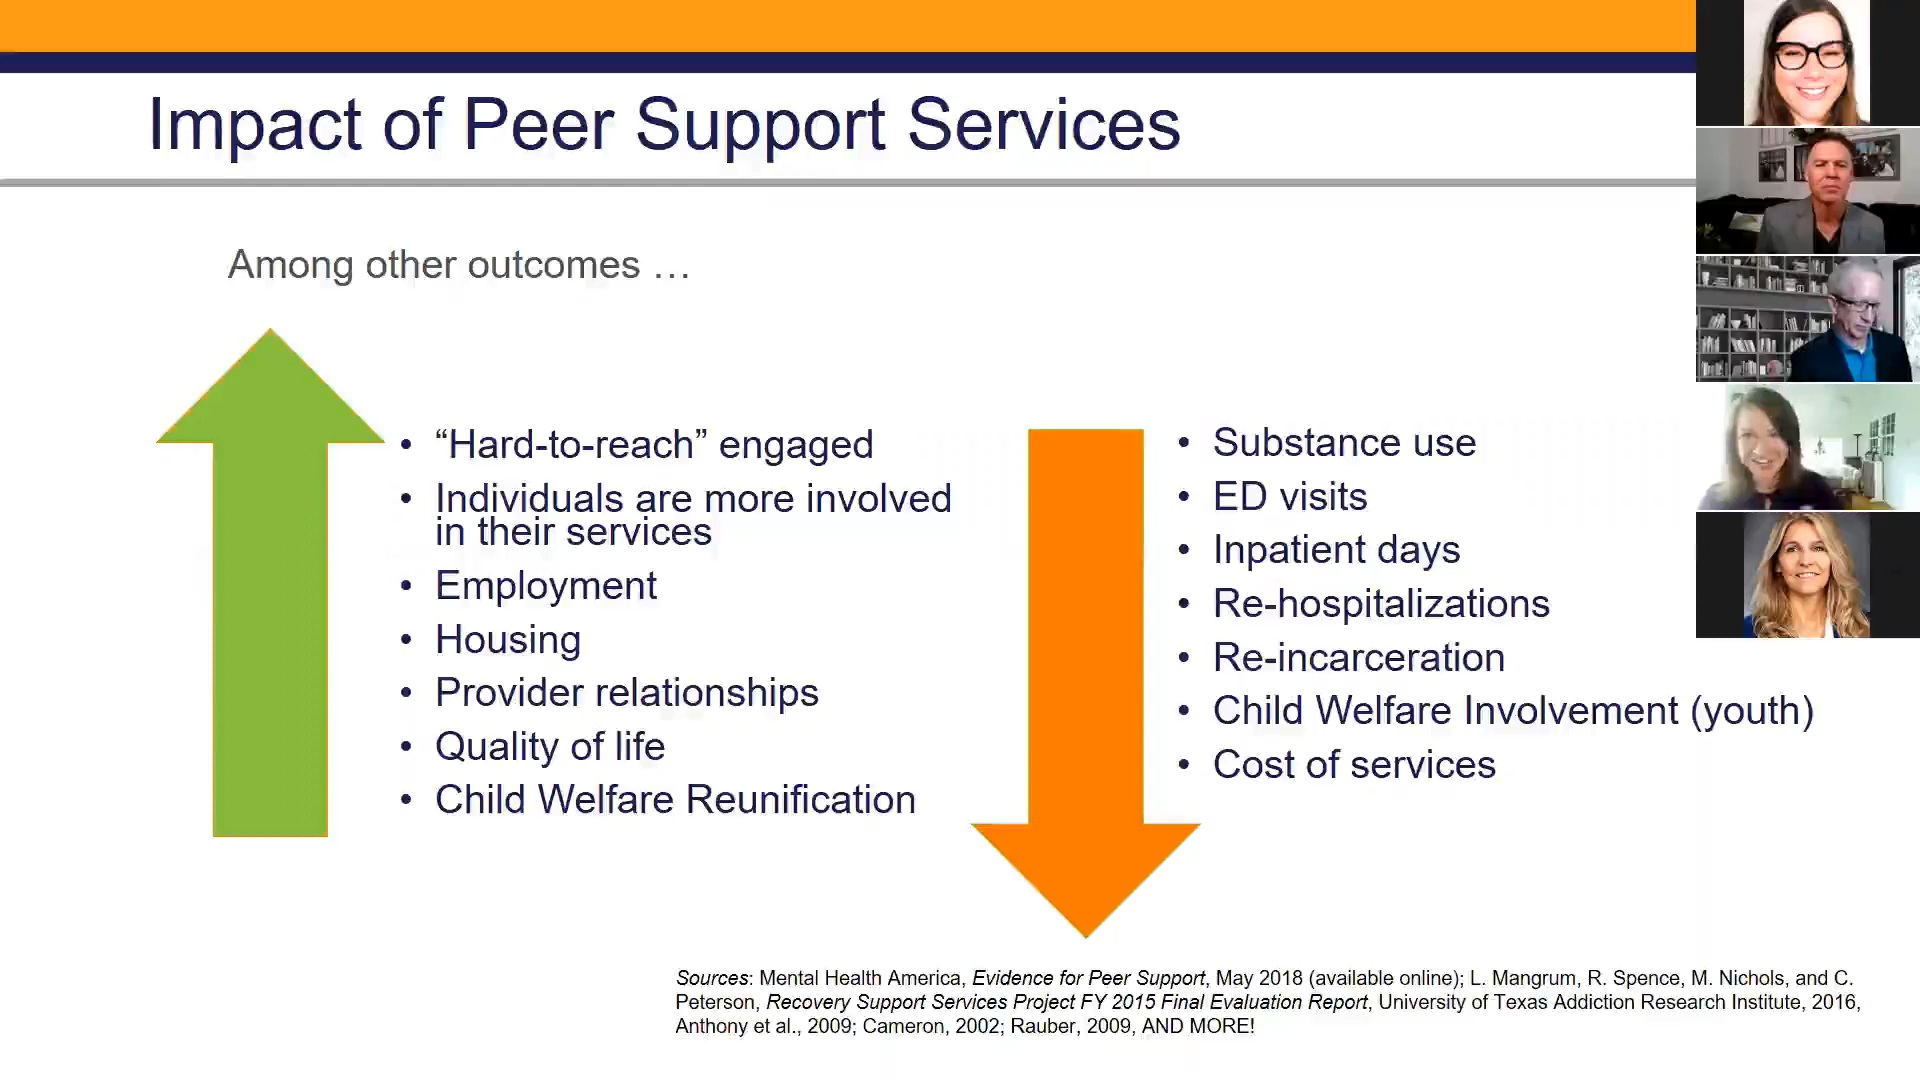 Impact of Peer Support Services
Among other outcomes …
• “Hard-to-reach” engaged
• Individuals are more involved
in their services
• Employment
• Housing
• Provider relationships
• Quality of life
• Child Welfare Reunification
• Substance use
• ED visits
• Inpatient days
• Re-hospitalizations
• Re-incarceration
• Child Welfare Involvement (youth)
• Cost of services
Sources: Mental Health America, Evidence for Peer Support, May 2018 (available online); L. Mangrum, R. Spence, M. Nichols, and C.
Peterson, Recovery Support Services Project FY 2015 Final Evaluation Report, University of Texas Addiction Research Institute, 2016,
Anthony et al., 2009; Cameron, 2002; Rauber, 2009, AND MORE!